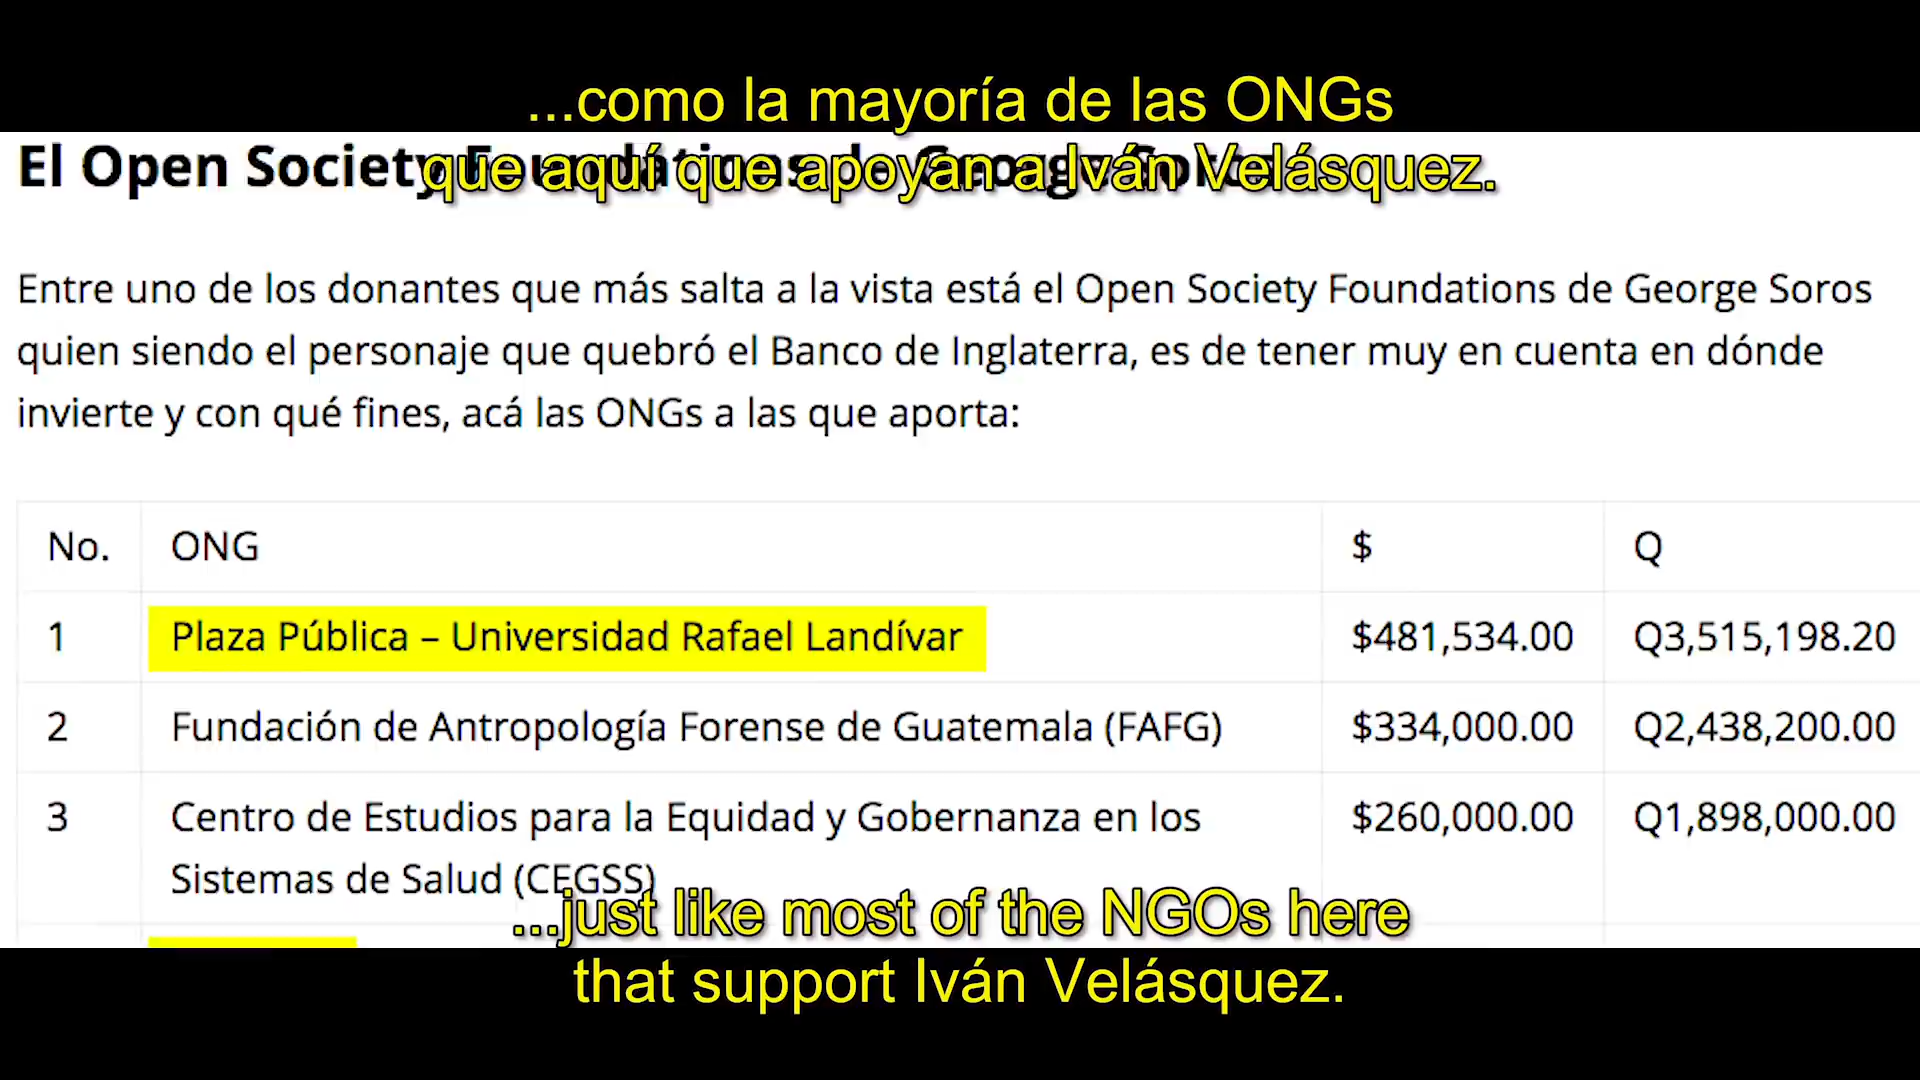 ...como la mayoría de las ONGs
que aquí que apoyan a Iván Velásquez.
El Open Society Foundations de George Soros
Entre uno de los donantes que más salta a la vista está el Open Society Foundations de George Soros
quien siendo el personaje que quebró el Banco de Inglaterra, es de tener muy en cuenta en dónde
invierte y con qué fines, acá las ONGs a las que aporta:
No. ONG $ Q
1 Plaza Pública – Universidad Rafael Landívar $481,534.00 Q3,515,198.20
2 Fundación de Antropología Forense de Guatemala (FAFG) $334,000.00 Q2,438,200.00
3 Centro de Estudios para la Equidad y Gobernanza en los $260,000.00 Q1,898,000.00
Sistemas de Salud (CEGSS)
...just like most of the NGOs here
that support Iván Velásquez.